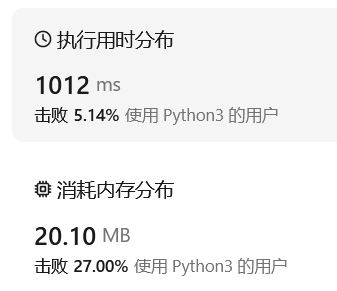 执行用时分布
1012 ms
击败 5.14% 使用 Python3 的用户
消耗内存分布
20.10 MB
击败 27.00% 使用 Python3 的用户